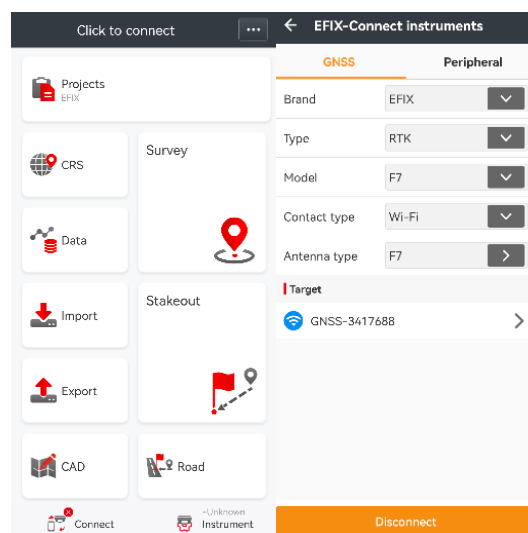 Click to connect
Projects
EFIX
CRS
Survey
Data
Import
Stakeout
Export
CAD
Road
Connect
-Unknown
Instrument
EFIX-Connect instruments
GNSS
Peripheral
Brand
EFIX
Type
RTK
Model
F7
Contact type
Wi-Fi
Antenna type
F7
Target
GNSS-3417688
Disconnect